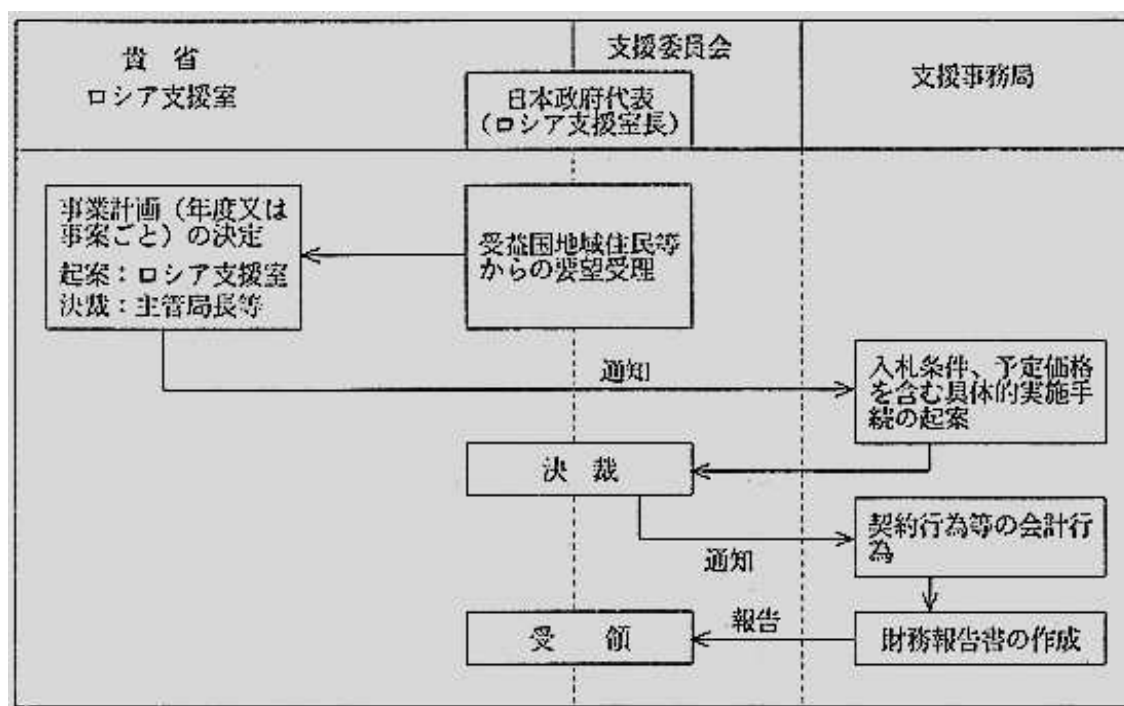 貴省
ロシア支援室
支援委員会
日本政府代表
(ロシア支援室長)
支援事務局
事業計画(年度又は
事案ごと)の決定
起案:ロシア支援室
決裁:主管局長等
受益国地域住民等
からの要望受理
通知
入札条件、予定価格
を含む具体的実施手
続の起案
決裁
契約行為等の会計行
為
通知
受領
報告
財務報告書の作成